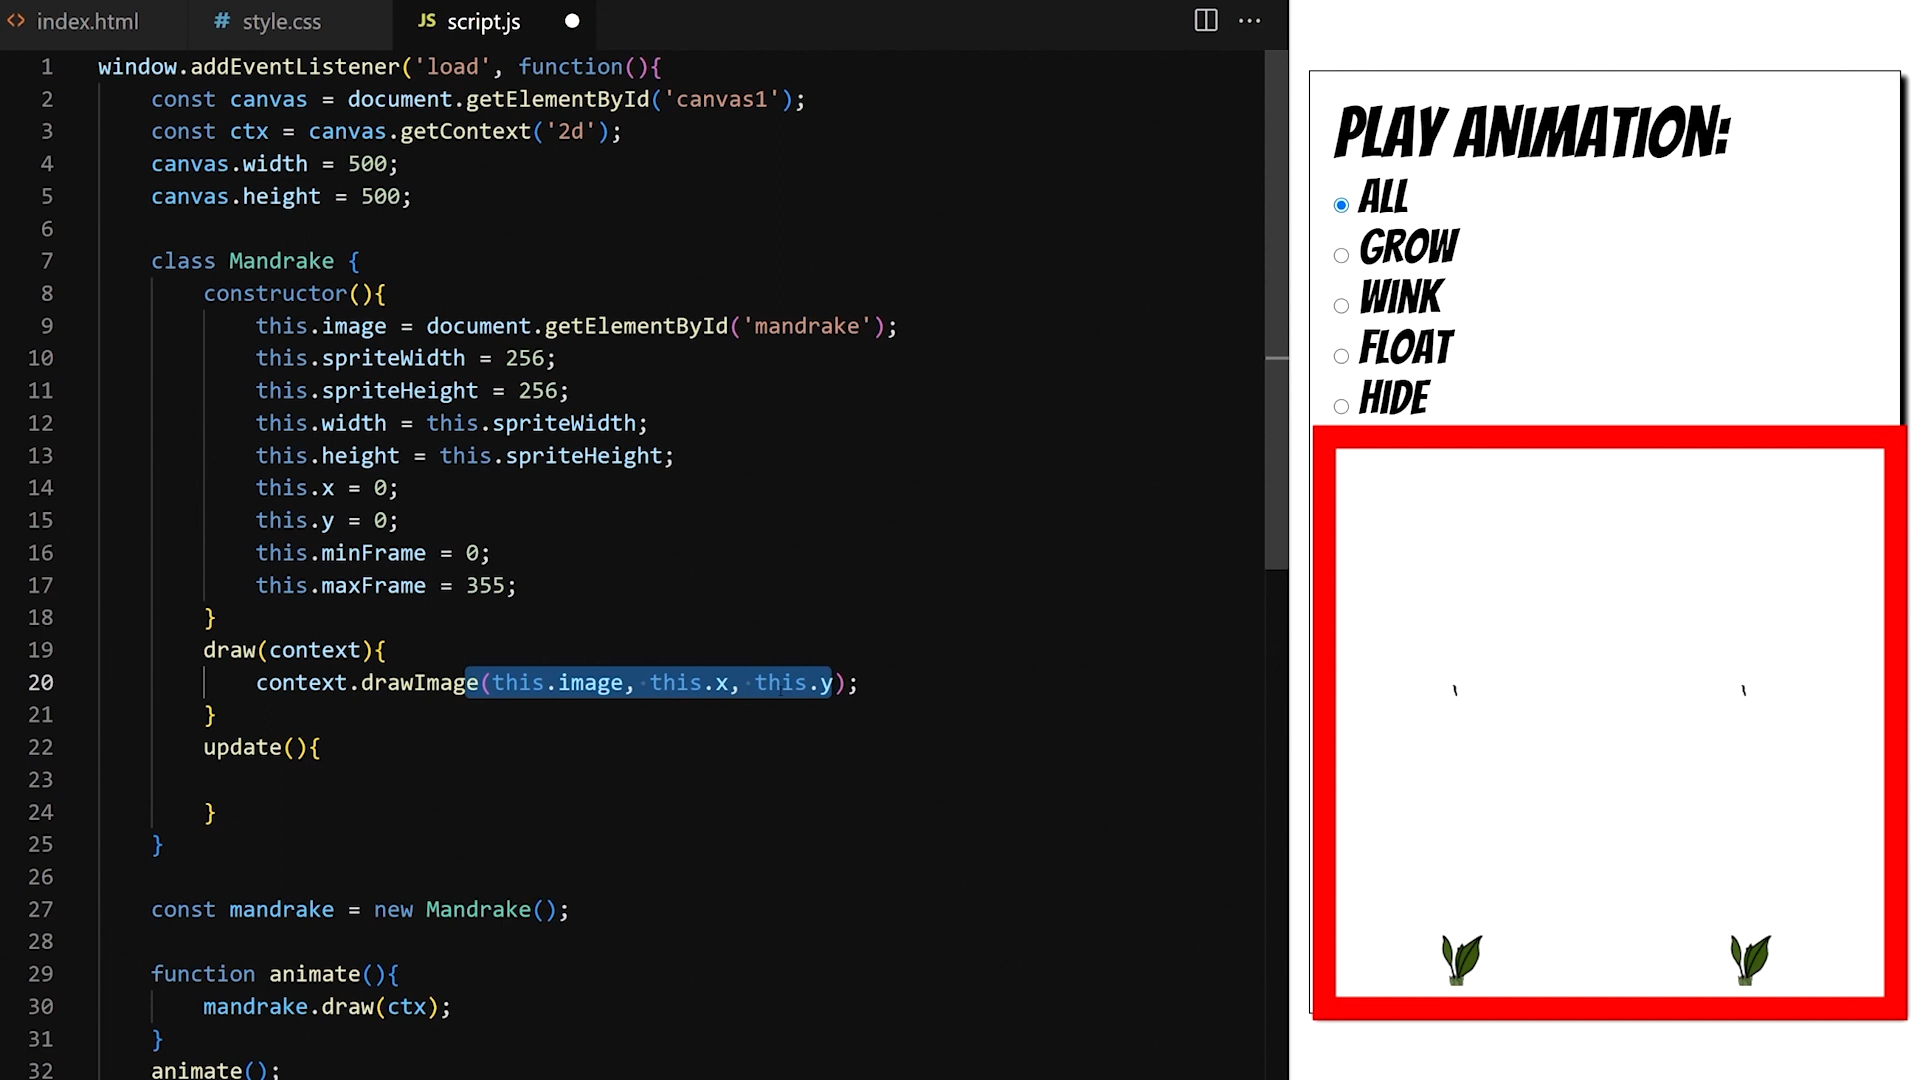 index.html # style.css JS script.js
1 window.addEventListener('load', function(){
2 const canvas = document.getElementById('canvas1');
3 const ctx = canvas.getContext('2d');
4 canvas.width = 500;
5 canvas.height = 500;
6
7 class Mandrake {
8 constructor(){
9 this.image = document.getElementById('mandrake');
10 this.spriteWidth = 256;
11 this.spriteHeight = 256;
12 this.width = this.spriteWidth;
13 this.height = this.spriteHeight;
14 this.x = 0;
15 this.y = 0;
16 this.minFrame = 0;
17 this.maxFrame = 355;
18 }
19 draw(context){
20 context.drawImage(this.image, this.x, this.y);
21 }
22 update(){
23
24 }
25 }
26
27 const mandrake = new Mandrake();
28
29 function animate(){
30 mandrake.draw(ctx);
31 }
32 animate();
PLAY ANIMATION:
ALL
GROW
WINK
FLOAT
HIDE